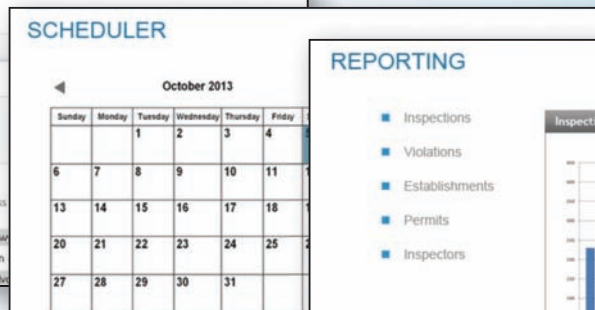 SCHEDULER
October 2013
Sunday Monday Tuesday Wednesday Thursday Friday
1 2 3 4
6 7 8 9 10 11
13 14 15 16 17 18
20 21 22 23 24 25
27 28 29 30 31
REPORTING
Inspections
Violations
Establishments
Permits
Inspectors
Inspecti